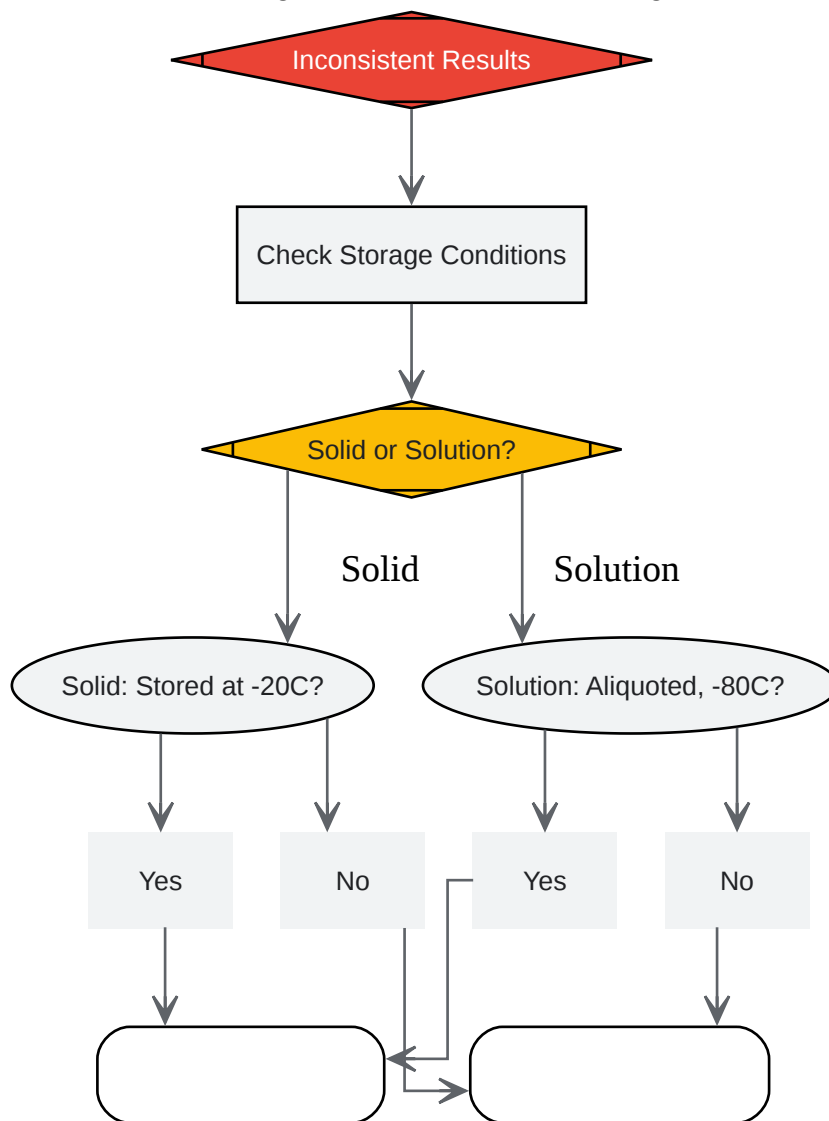 Inconsistent Results
Check Storage Conditions
Solid or Solution?
Solid
Solution
Solid: Stored at -20C?
Solution: Aliquoted, -80C?
Yes
No
Yes
No